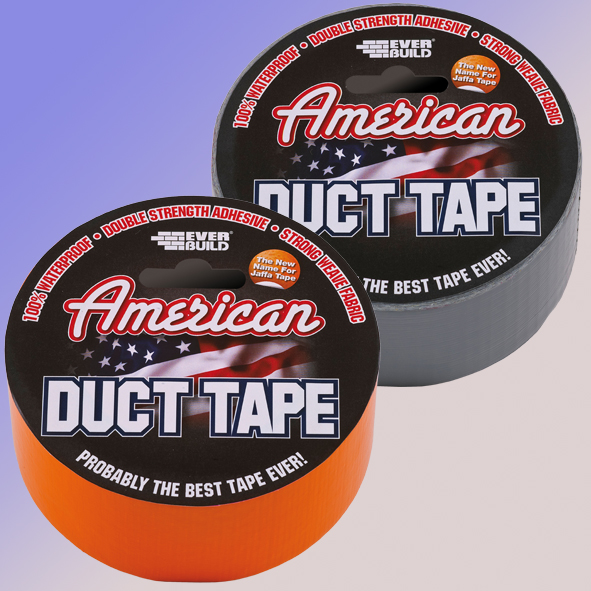 100% WATERPROOF • DOUBLE STRENGTH ADHESIVE • STRONG WEAVE FABRIC
EVER
BUILD
The New
Name For
Jaffa Tape
American
DUCT TAPE
THE BEST TAPE EVER!
100% WATERPROOF • DOUBLE STRENGTH ADHESIVE • STRONG WEAVE FABRIC
EVER
BUILD
The New
Name For
Jaffa Tape
American
DUCT TAPE
PROBABLY THE BEST TAPE EVER!